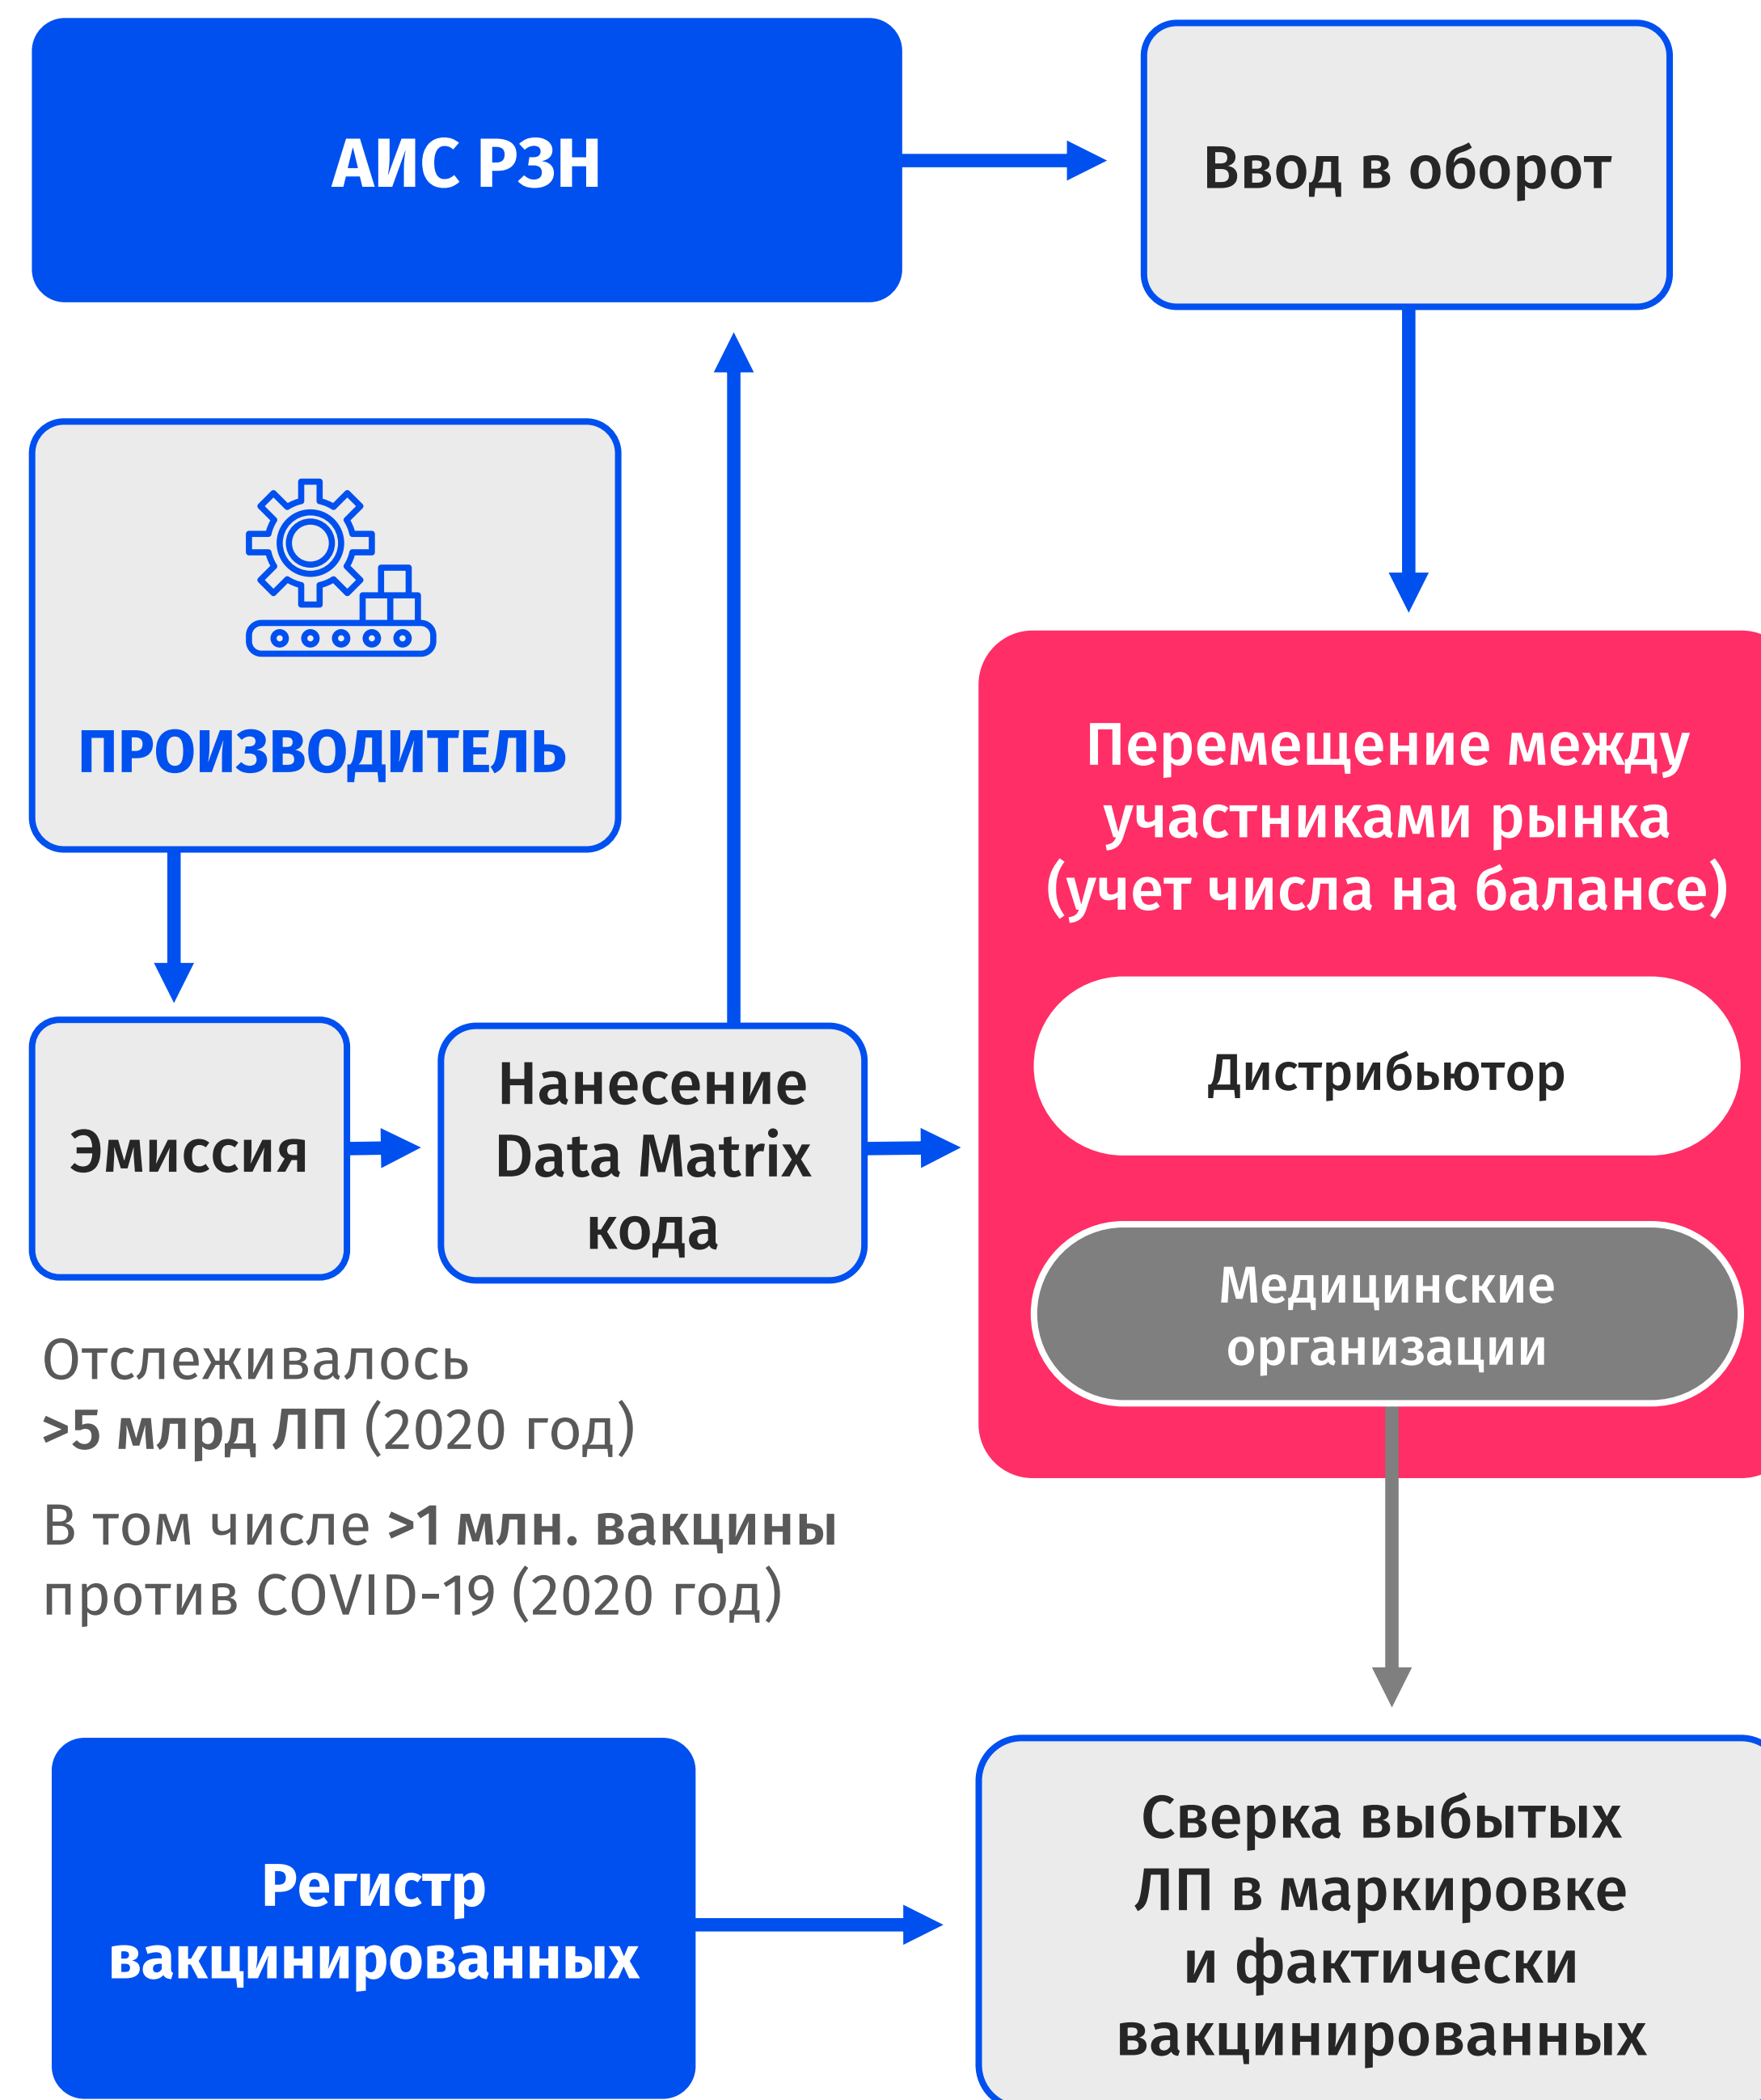 АИС РЗН
Ввод в оборот
ПРОИЗВОДИТЕЛЬ
Перемещение между
участниками рынка
(учет числа на балансе)
Дистрибьютор
Медицинские
организации
Эмиссия
Нанесение
Data Matrix
кода
Отслеживалось
>5 млрд ЛП (2020 год)
В том числе >1 млн. вакцины
против COVID-19 (2020 год)
Регистр
вакцинированных
Сверка выбытых
ЛП в маркировке
и фактически
вакцинированных